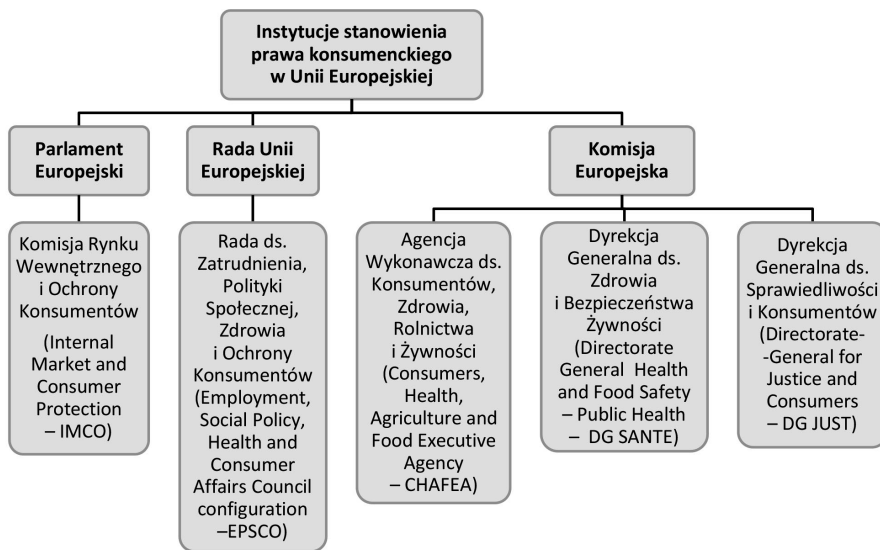 Instytucje stanowienia
prawa konsumenckiego
w Unii Europejskiej
Parlament
Europejski
Rada Unii
Europejskiej
Komisja
Europejska
Komisja Rynku
Wewnętrznego
i Ochrony
Konsumentów
(Internal
Market and
Consumer
Protection
– IMCO)
Rada ds.
Zatrudnienia,
Polityki
Społecznej,
Zdrowia
i Ochrony
Konsumentów
(Employment,
Social Policy,
Health and
Consumer
Affairs Council
configuration
–EPSCO)
Agencja
Wykonawcza ds.
Konsumentów,
Zdrowia,
Rolnictwa
i Żywności
(Consumers,
Health,
Agriculture and
Food Executive
Agency
– CHAFEA)
Dyrekcja
Generalna ds.
Zdrowia
i Bezpieczeństwa
Żywności
(Directorate
General Health
and Food Safety
– Public Health
– DG SANTE)
Dyrekcja
Generalna ds.
Sprawiedliwości
i Konsumentów
(Directorate-
-General for
Justice and
Consumers
– DG JUST)